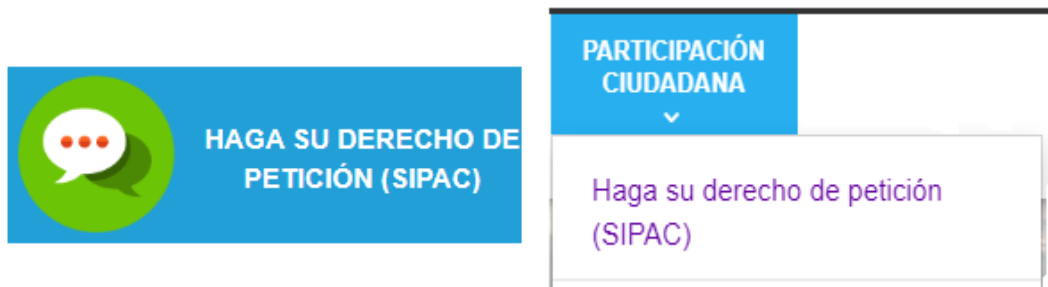 HAGA SU DERECHO DE
PETICIÓN (SIPAC)
PARTICIPACIÓN
CIUDADANA
Haga su derecho de petición
(SIPAC)